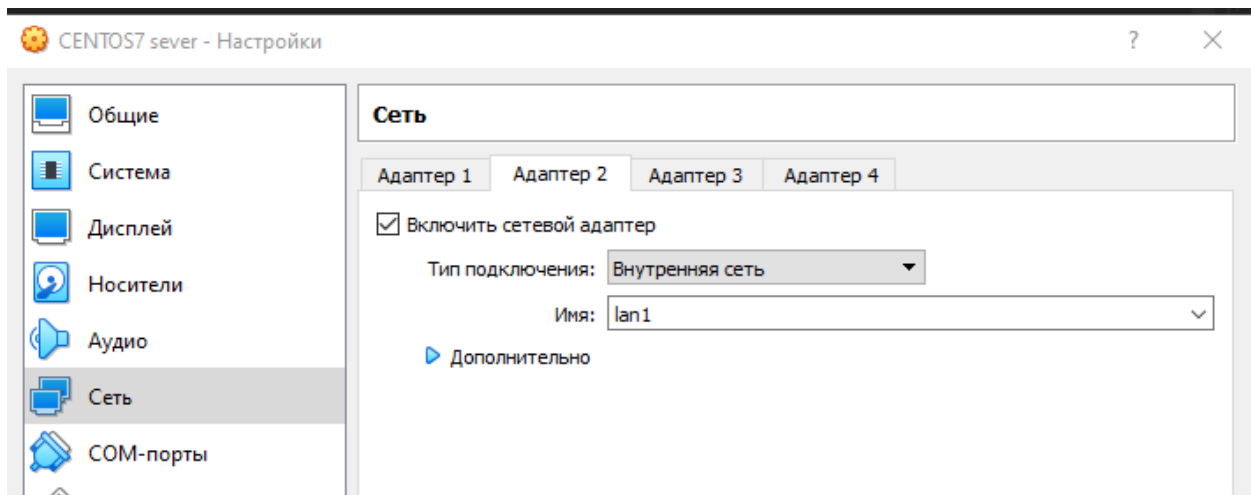 CENTOS7 sever - Настройки
?
Общие
Система
Дисплей
Носители
Аудио
Сеть
COM-порты
Сеть
Адаптер 1 Адаптер 2 Адаптер 3 Адаптер 4
Включить сетевой адаптер
Тип подключения: Внутренняя сеть
Имя: lan1
Дополнительно